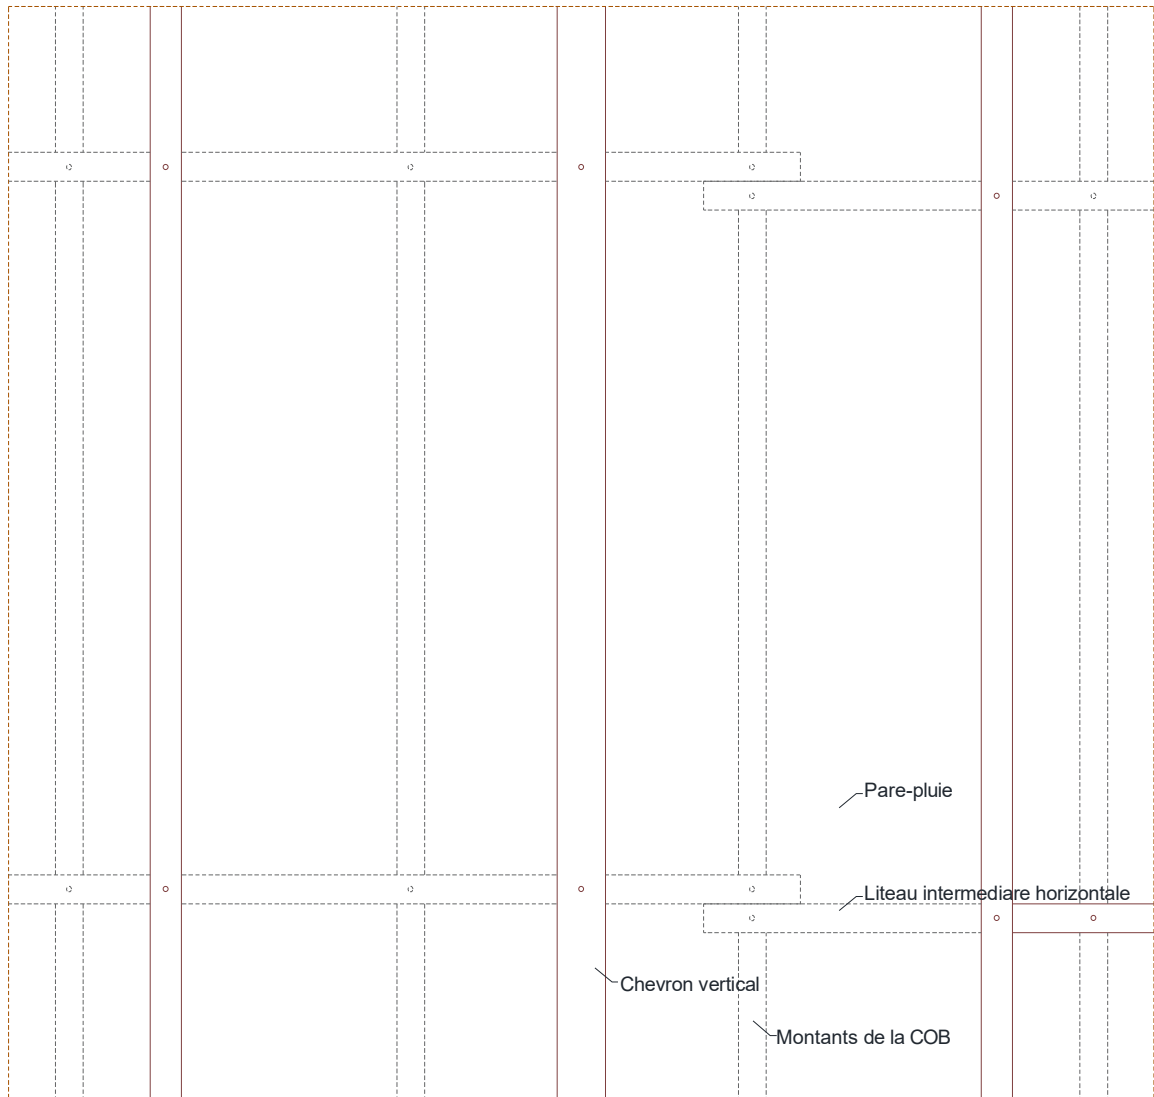 Pare-pluie
Liteau intermediare horizontale
Chevron vertical
Montants de la COB